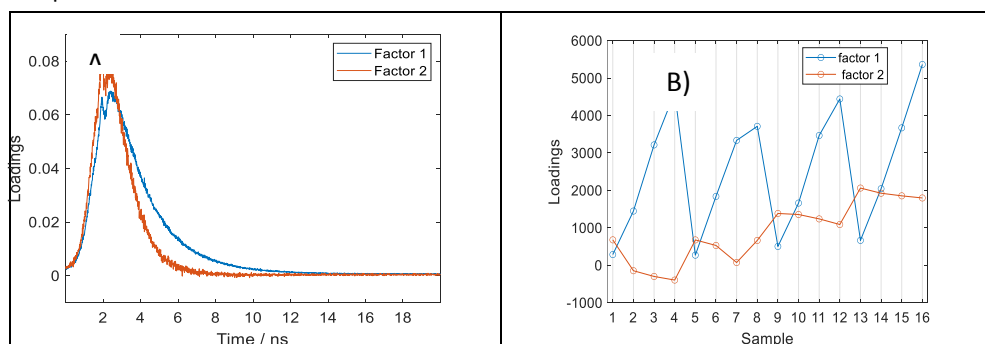 Factor 1
Factor 2
Loadings
0.08
0.06
0.04
0.02
0
2 4 6 8 10 12 14 16 18
Time / ns
B)
factor 1
factor 2
Loadings
6000
5000
4000
3000
2000
1000
0
-1000
1 2 3 4 5 6 7 8 9 10 11 12 13 14 15 16
Sample